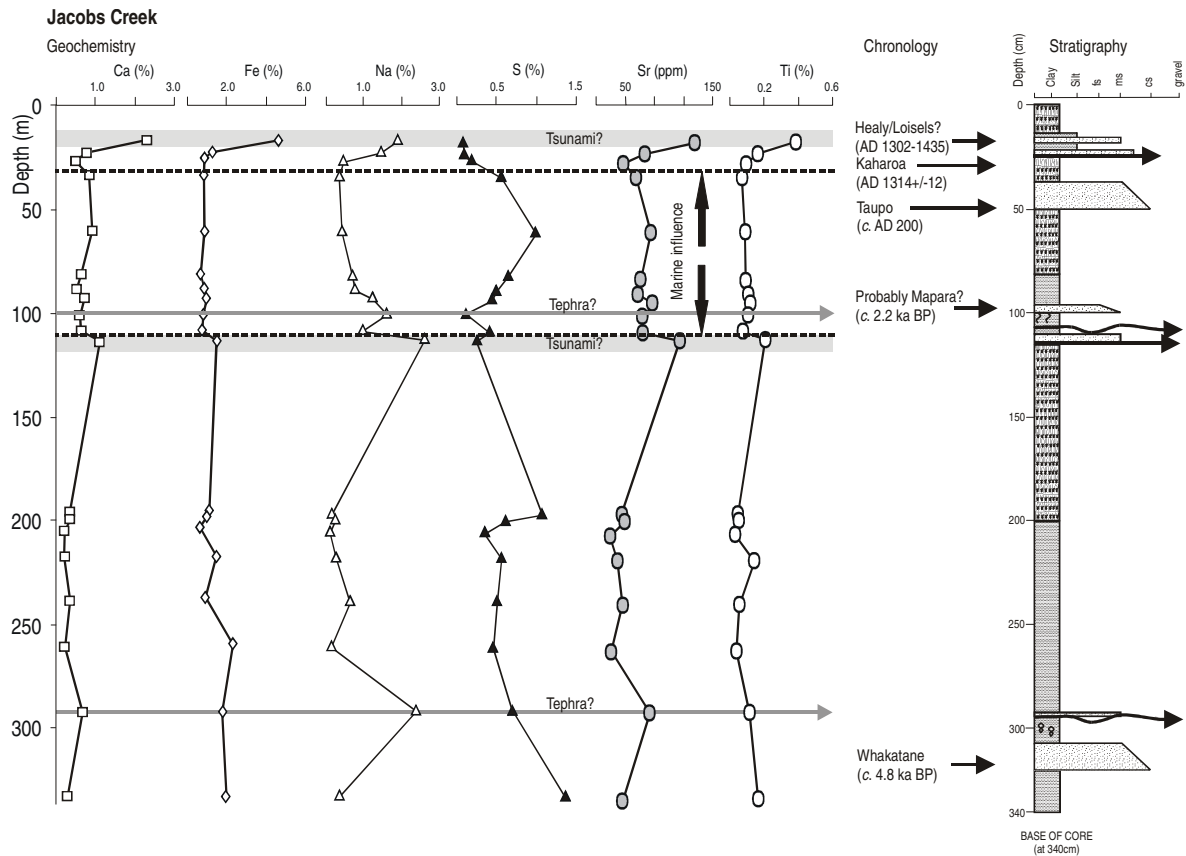 Jacobs Creek
Geochemistry
Chronology
Depth (cm)
Stratigraphy
Ca (%)
Fe (%)
Na (%)
S (%)
Sr (ppm)
Ti (%)
Clay
Silt
fs
ms
cs
gravel
1.0 3.0 2.0 6.0 1.0 3.0 0.5 1.5 50 150 0.2 0.6
Depth (m)
0
50
100
150
200
250
300
Tsunami?
Marine influence
Tephra?
Tsunami?
Tephra?
Healy/Loisels?
(AD 1302-1435)
Kaharoa
(AD 1314+/-12)
Taupo
(c. AD 200)
Probably Mapara?
(c. 2.2 ka BP)
Whakatane
(c. 4.8 ka BP)
0
50
100
? ?
150
200
250
300
340
BASE OF CORE
(at 340cm)